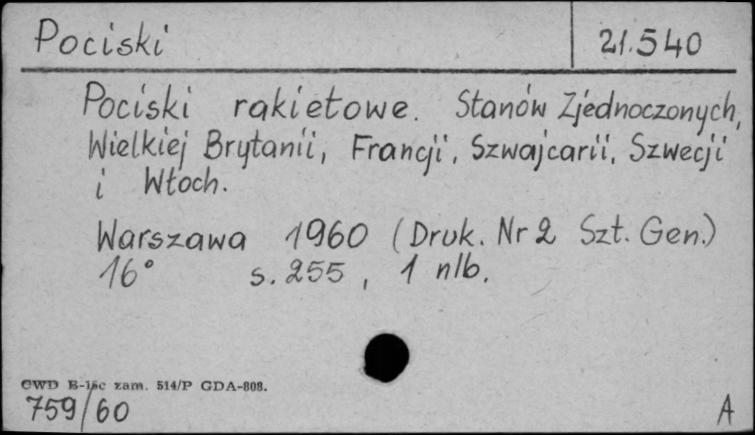 Pociski 21.540
Pociski rakietowe. Stanów Zjednoczonych,
Wielkiej Brytanii, Francji, Szwajcarii, Szwecji
i Włoch.
Warszawa 1960 (Druk. Nr 2 Szt. Gen.)
16° s. 255, 1 nlb.
CWD B-15c zam. 514/P GDA-808.
759/60 A